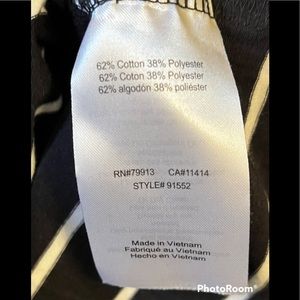 62% Cotton 38% Polyester
62% Coton 38% Polyester
62% algodón 38% poliéster
RN#79913 CA#11414
STYLE# 91552
Made in Vietnam
Fabriqué au Vietnam
Hecho en Vietnam
PhotoRoom